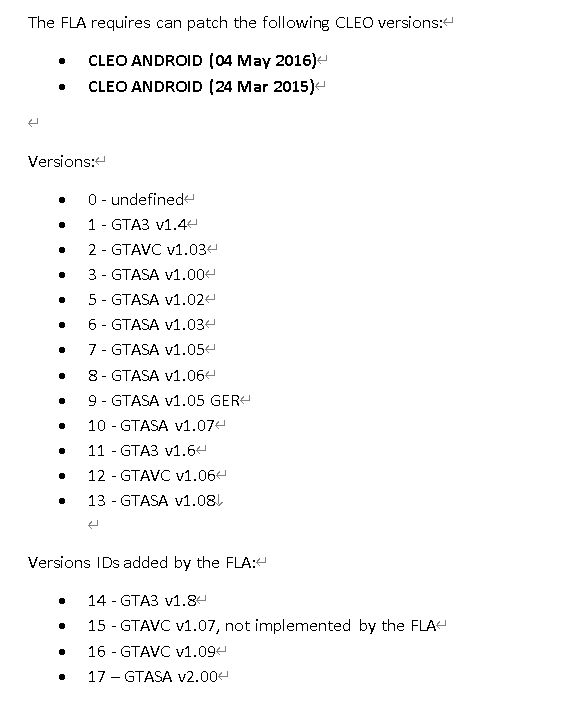 The FLA requires can patch the following CLEO versions:
• CLEO ANDROID (04 May 2016)
• CLEO ANDROID (24 Mar 2015)
Versions:
• 0 - undefined
• 1 - GTA3 v1.4
• 2 - GTAVC v1.03
• 3 - GTASA v1.00
• 5 - GTASA v1.02
• 6 - GTASA v1.03
• 7 - GTASA v1.05
• 8 - GTASA v1.06
• 9 - GTASA v1.05 GER
• 10 - GTASA v1.07
• 11 - GTA3 v1.6
• 12 - GTAVC v1.06
• 13 - GTASA v1.08
Versions IDs added by the FLA:
• 14 - GTA3 v1.8
• 15 - GTAVC v1.07, not implemented by the FLA
• 16 - GTAVC v1.09
• 17 – GTASA v2.00